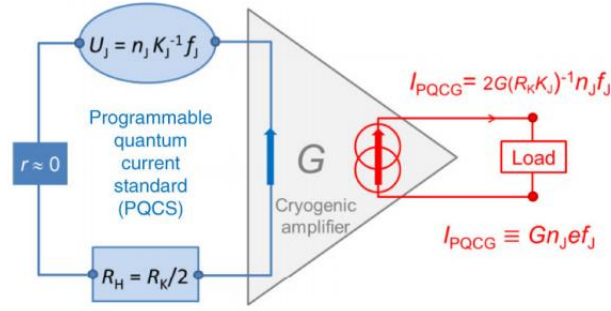 U_J = n_J K_J^-1 f_J
Programmable
quantum
current
standard
(PQCS)
r ≈ 0
R_H = R_K/2
G
Cryogenic
amplifier
I_PQCG = 2G(R_K K_J)^-1 n_J f_J
Load
I_PQCG ≡ Gn_J ef_J